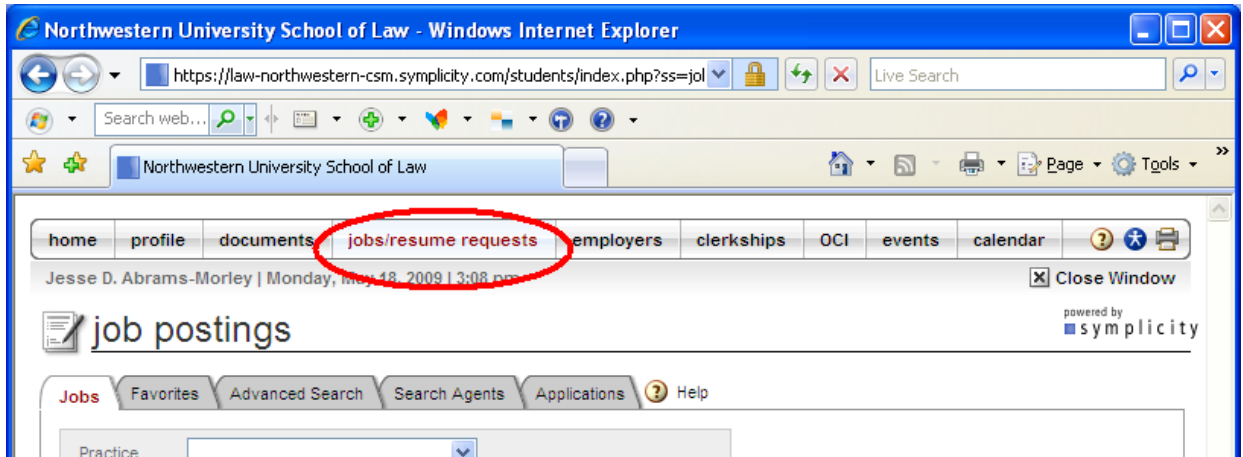 Northwestern University School of Law - Windows Internet Explorer
https://law-northwestern-csm.symplicity.com/students/index.php?ss=jol
Live Search
Search web...
Northwestern University School of Law
Page
Tools
»
home profile documents jobs/resume requests employers clerkships OCI events calendar
Jesse D. Abrams-Morley | Monday, May 18, 2009 | 3:08 pm
Close Window
job postings
powered by
symplicity
Jobs Favorites Advanced Search Search Agents Applications Help
Practice